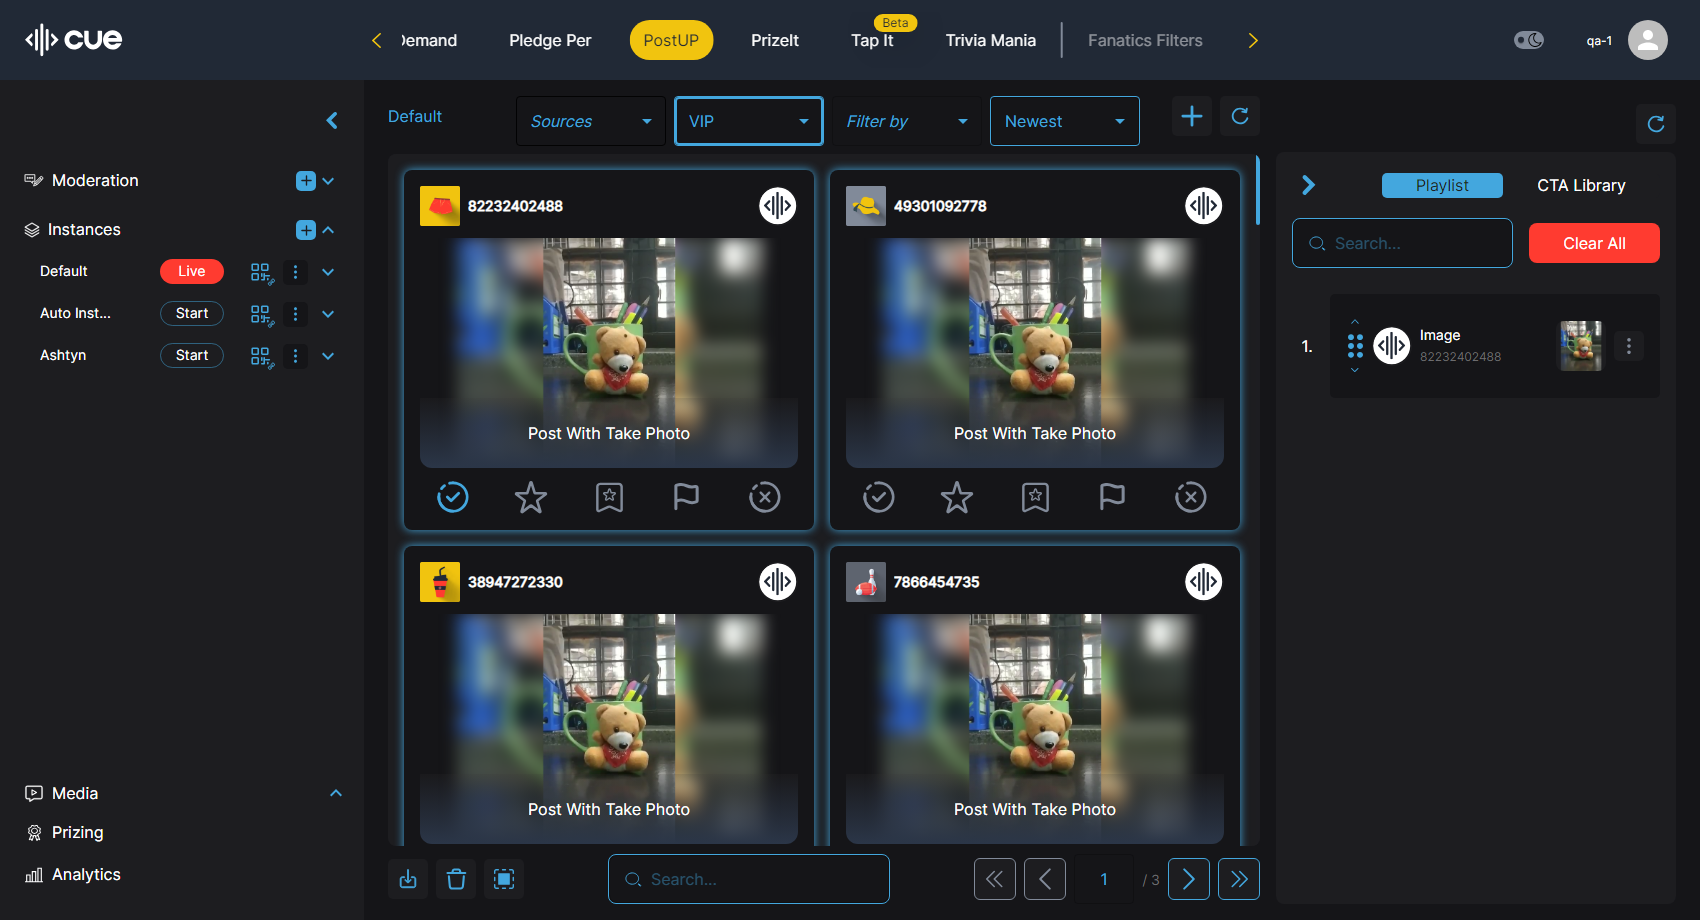 cue
Demand
Pledge Per
PostUP
PrizeIt
Beta
Tap It
Trivia Mania
Fanatics Filters
qa-1
Moderation
Instances
Default
Live
Auto Inst...
Start
Ashtyn
Start
Media
Prizing
Analytics
Default
Sources
VIP
Filter by
Newest
82232402488
Post With Take Photo
49301092778
Post With Take Photo
38947272330
Post With Take Photo
7866454735
Post With Take Photo
Search...
1
/ 3
Playlist
CTA Library
Search...
Clear All
1.
Image
82232402488